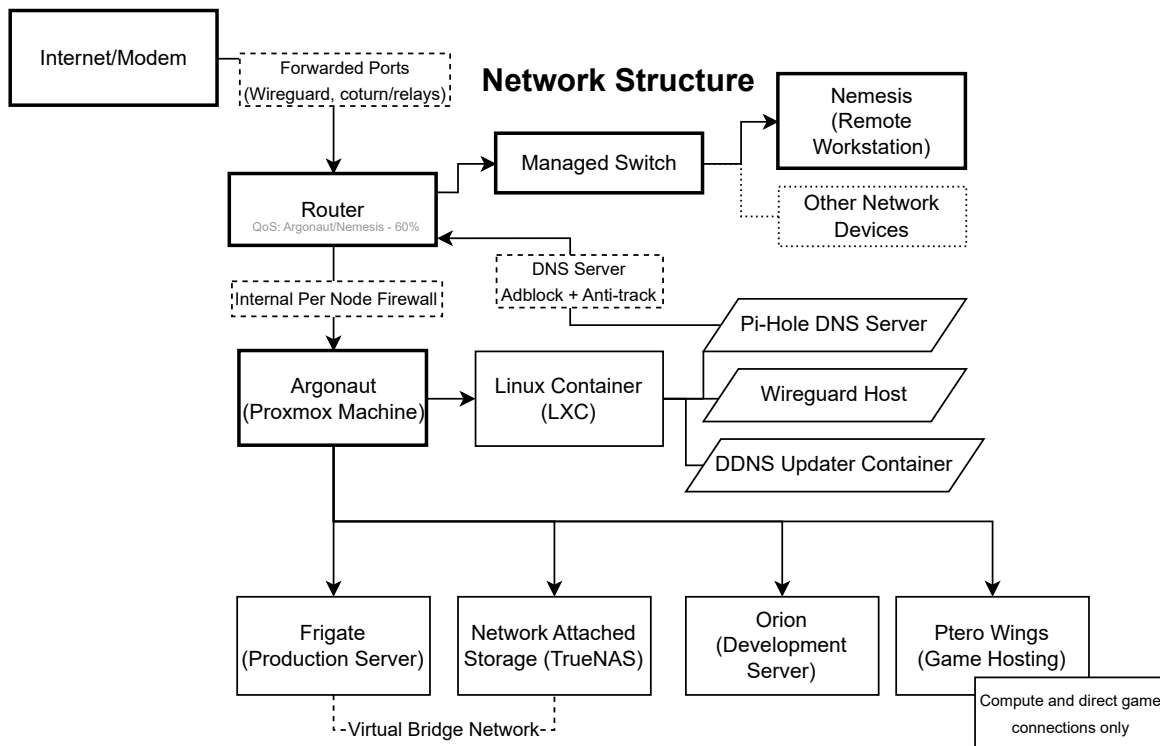 Internet/Modem
Forwarded Ports
(Wireguard, coturn/relays)
Network Structure
Nemesis
(Remote
Workstation)
Managed Switch
Other Network
Devices
Router
QoS: Argonaut/Nemesis - 60%
DNS Server
Adblock + Anti-track
Internal Per Node Firewall
Pi-Hole DNS Server
Argonaut
(Proxmox Machine)
Linux Container
(LXC)
Wireguard Host
DDNS Updater Container
Frigate
(Production Server)
Network Attached
Storage (TrueNAS)
Orion
(Development
Server)
Ptero Wings
(Game Hosting)
Compute and direct game
connections only
Virtual Bridge Network